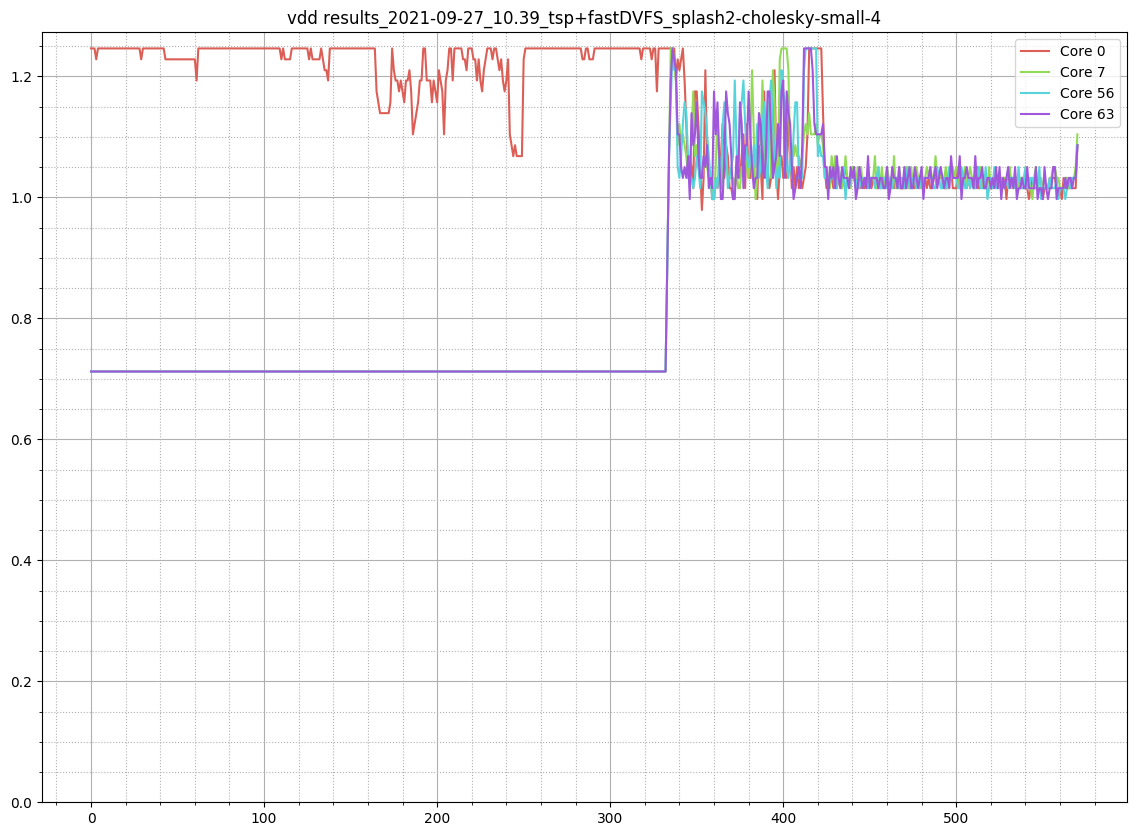 vdd results_2021-09-27_10.39_tsp+fastDVFS_splash2-cholesky-small-4
Core 0
Core 7
Core 56
Core 63
1.2
1.0
0.8
0.6
0.4
0.2
0.0
0 100 200 300 400 500